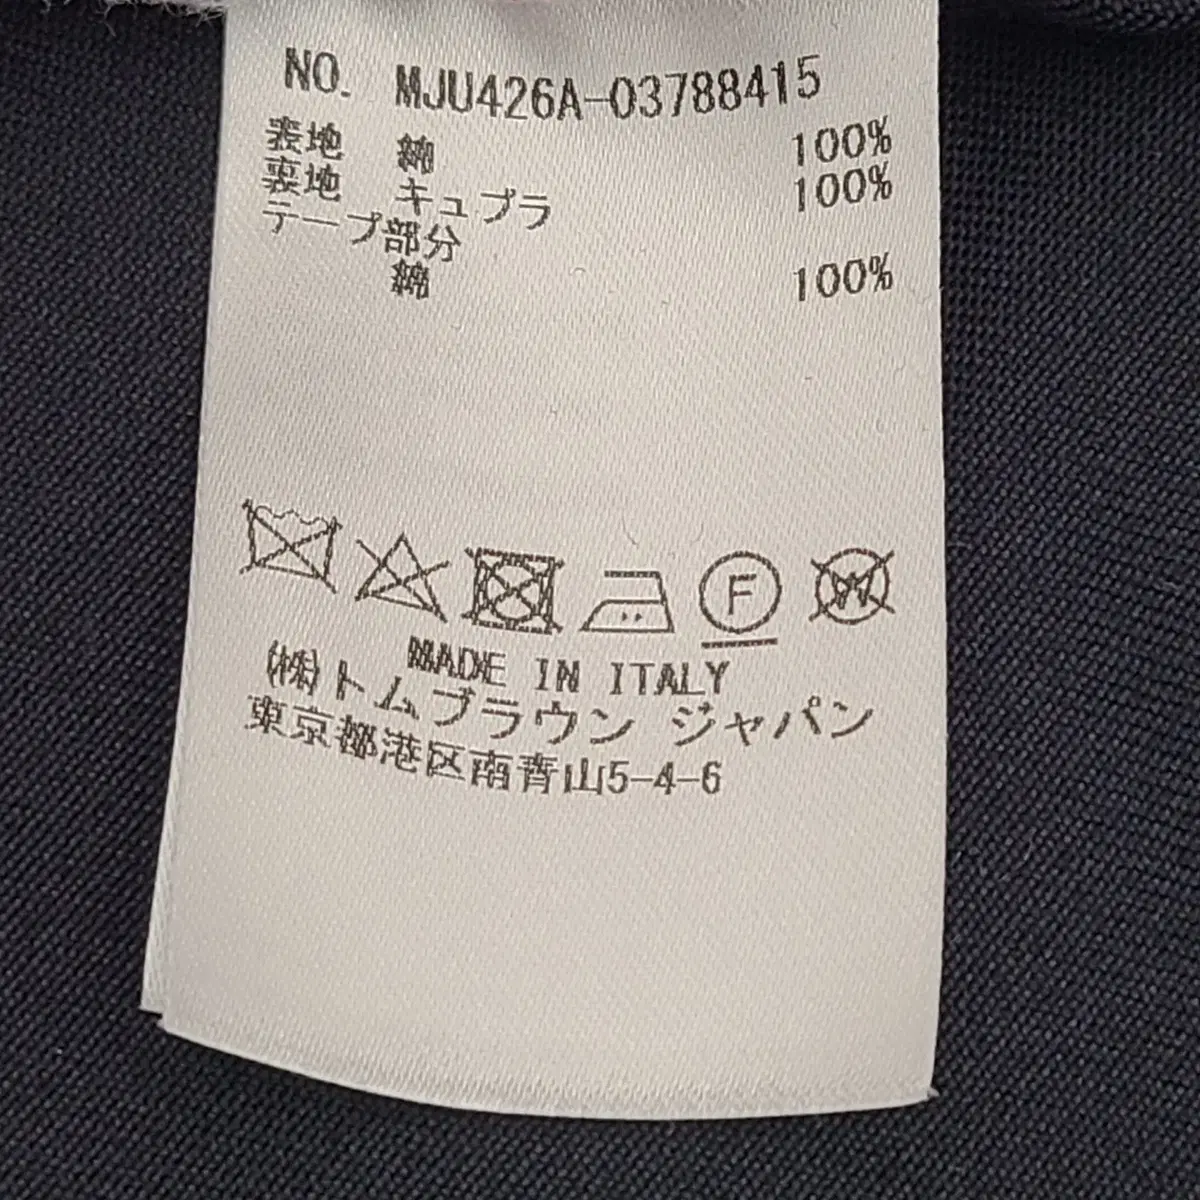 NO. MJU426A-03788415
表地 綿 100%
裏地 キュプラ 100%
テープ部分
綿 100%
F W
MADE IN ITALY
(株)トムブラウン ジャパン
東京都港区南青山5-4-6